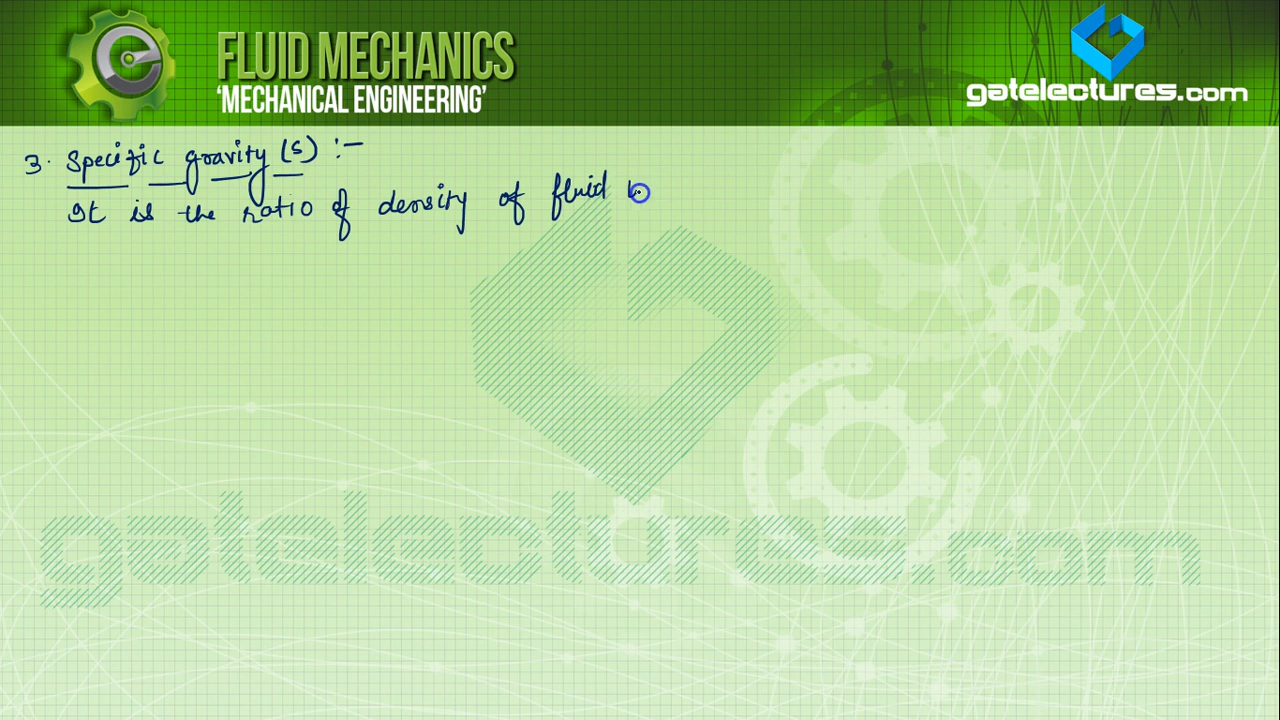 FLUID MECHANICS
'MECHANICAL ENGINEERING'
gatelectures.com
3. Specific gravity (S) :-
It is the ratio of density of fluid
gatelectures.com